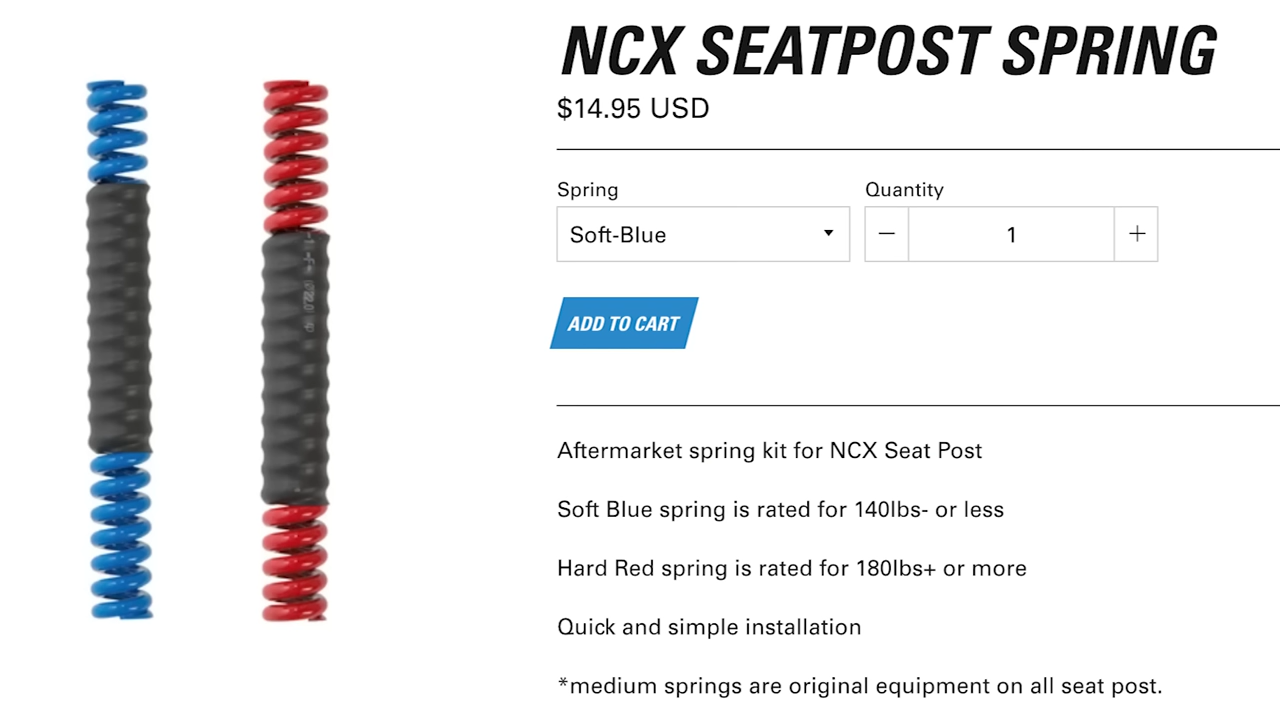 NCX SEATPOST SPRING
$14.95 USD
Spring
Quantity
Soft-Blue
1
ADD TO CART
Aftermarket spring kit for NCX Seat Post
Soft Blue spring is rated for 140lbs- or less
Hard Red spring is rated for 180lbs+ or more
Quick and simple installation
*medium springs are original equipment on all seat post.